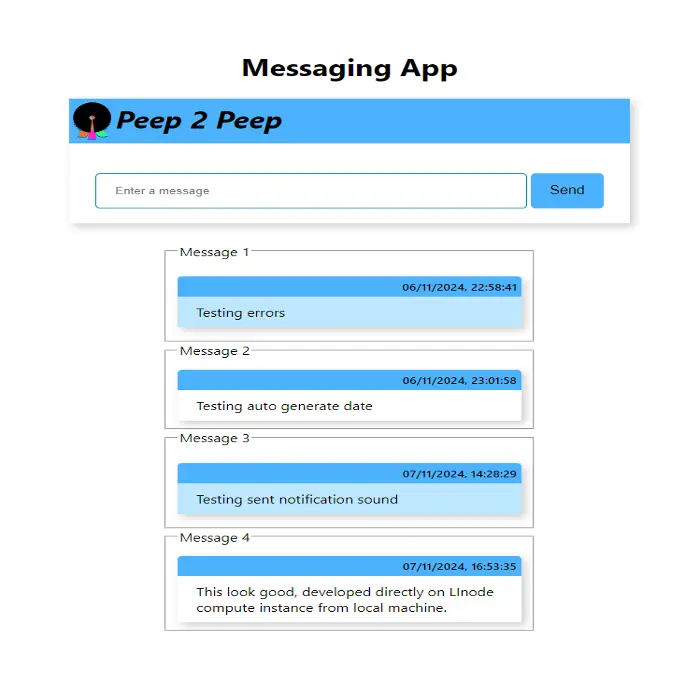 Messaging App
Peep 2 Peep
Enter a message
Send
Message 1
06/11/2024, 22:58:41
Testing errors
Message 2
06/11/2024, 23:01:58
Testing auto generate date
Message 3
07/11/2024, 14:28:29
Testing sent notification sound
Message 4
07/11/2024, 16:53:35
This look good, developed directly on LInode
compute instance from local machine.